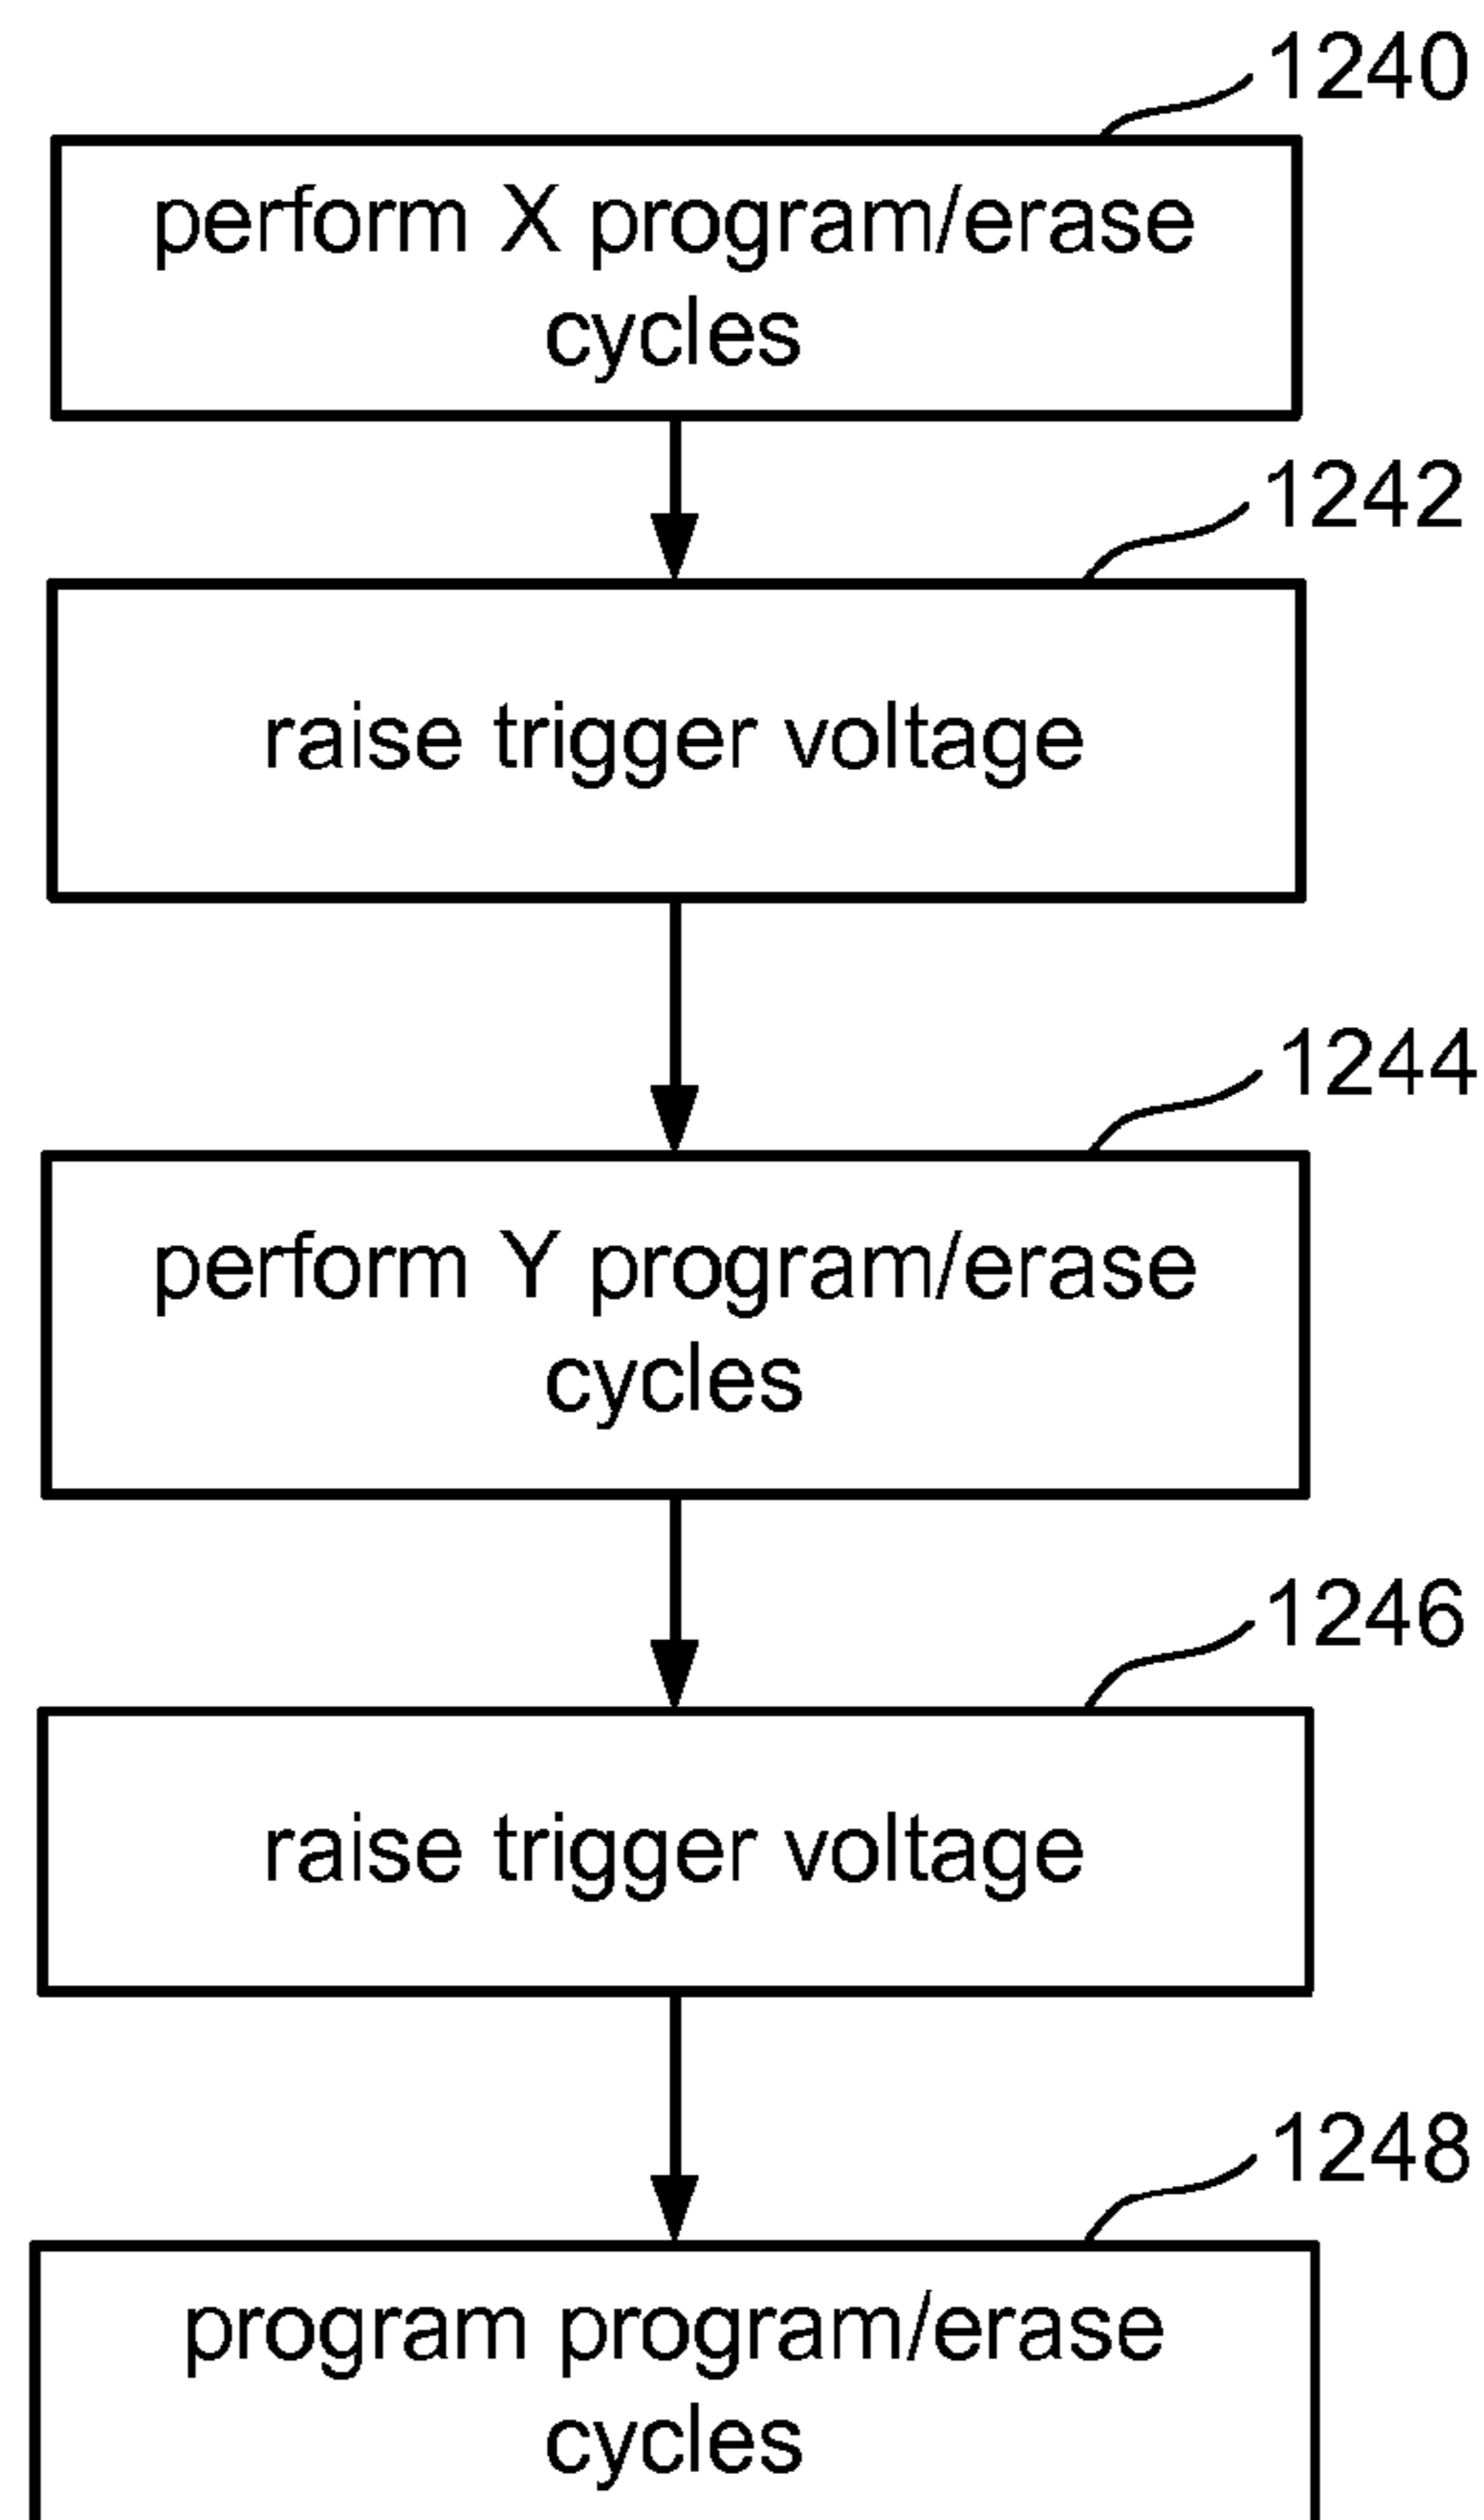 1240
perform X program/erase
cycles
1242
raise trigger voltage
1244
perform Y program/erase
cycles
1246
raise trigger voltage
1248
program program/erase
cycles